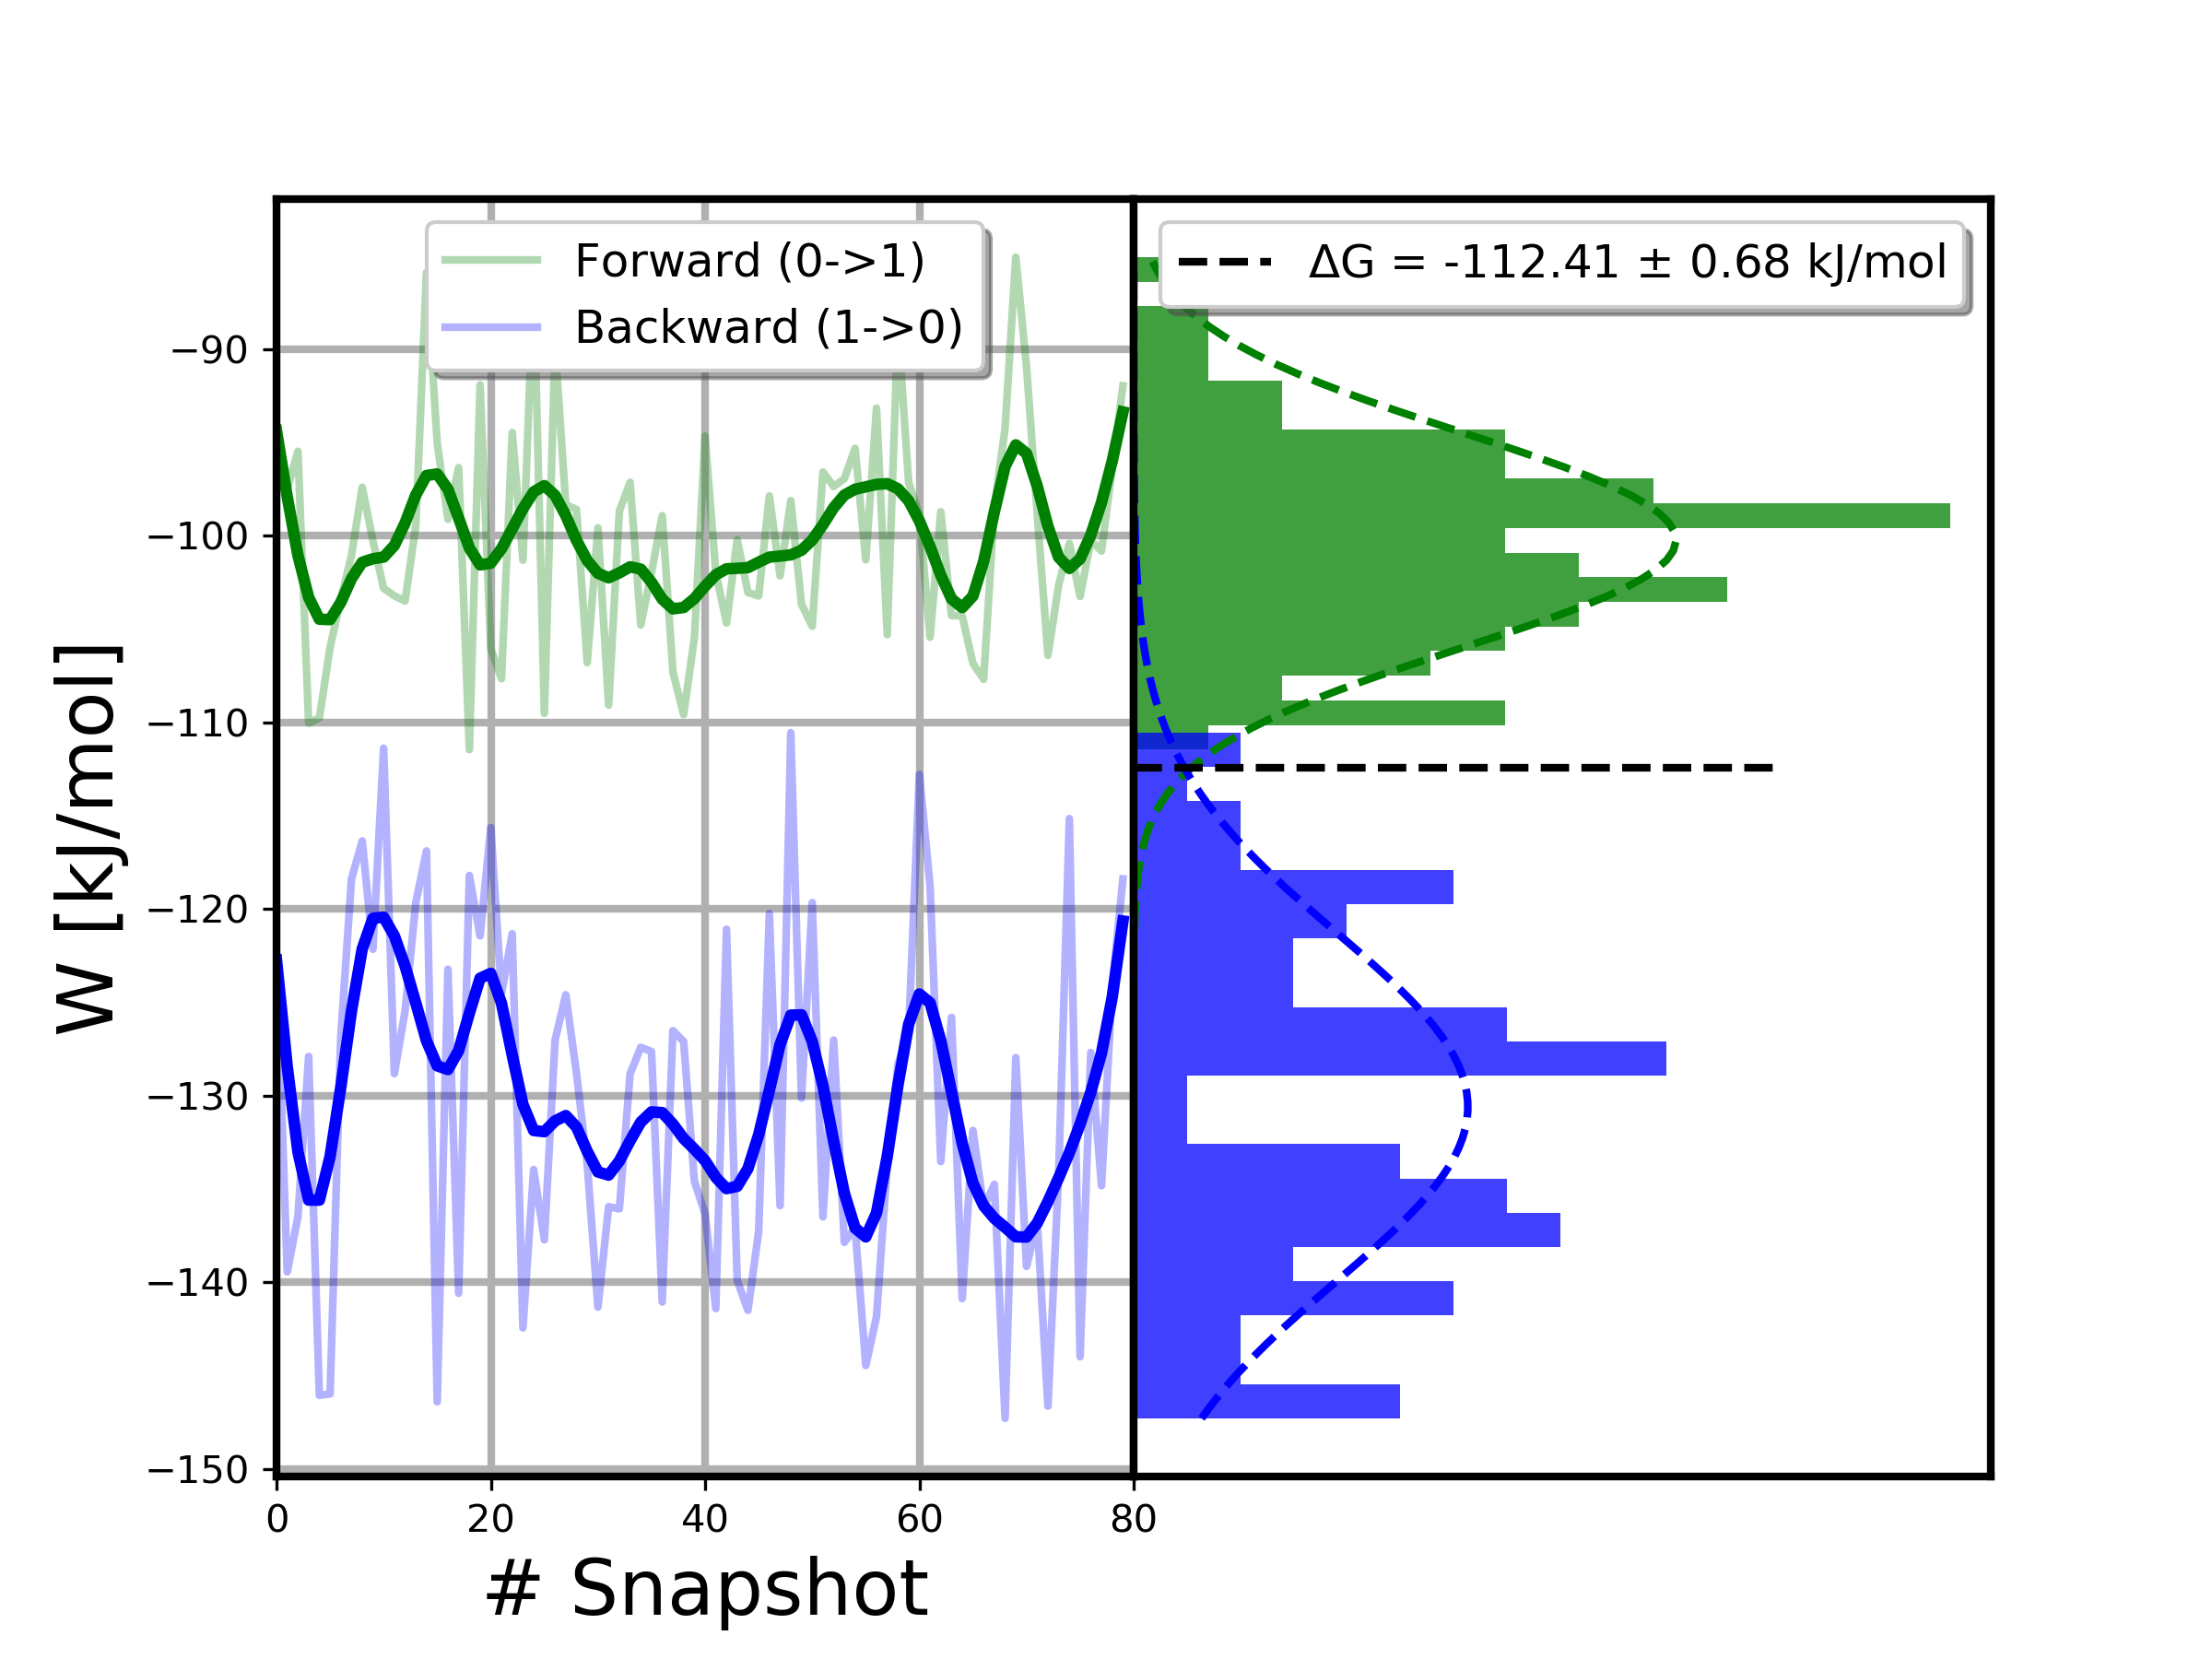 Forward (0->1)
Backward (1->0)
ΔG = -112.41 ± 0.68 kJ/mol
W [kJ/mol]
−90
−100
−110
−120
−130
−140
−150
0 20 40 60 80
# Snapshot